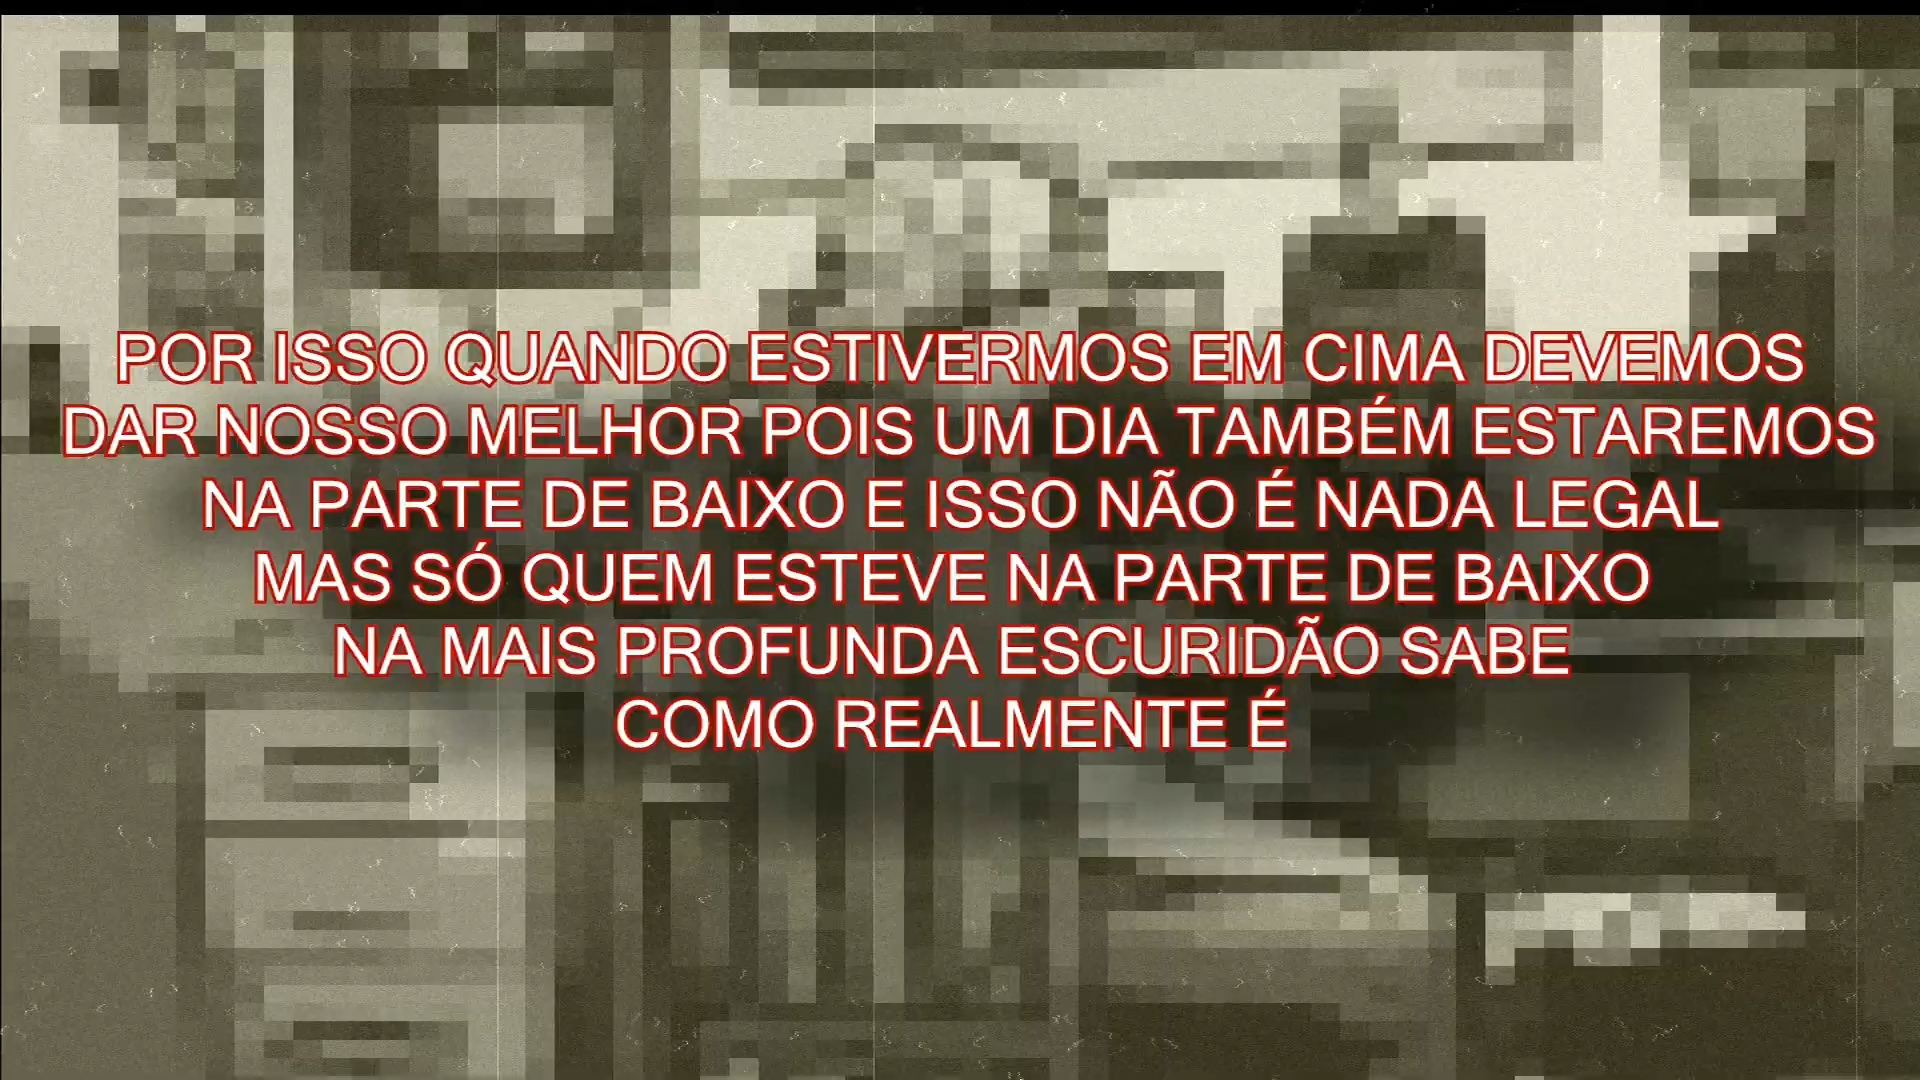 POR ISSO QUANDO ESTIVERMOS EM CIMA DEVEMOS
DAR NOSSO MELHOR POIS UM DIA TAMBÉM ESTAREMOS
NA PARTE DE BAIXO E ISSO NÃO É NADA LEGAL
MAS SÓ QUEM ESTEVE NA PARTE DE BAIXO
NA MAIS PROFUNDA ESCURIDÃO SABE
COMO REALMENTE É